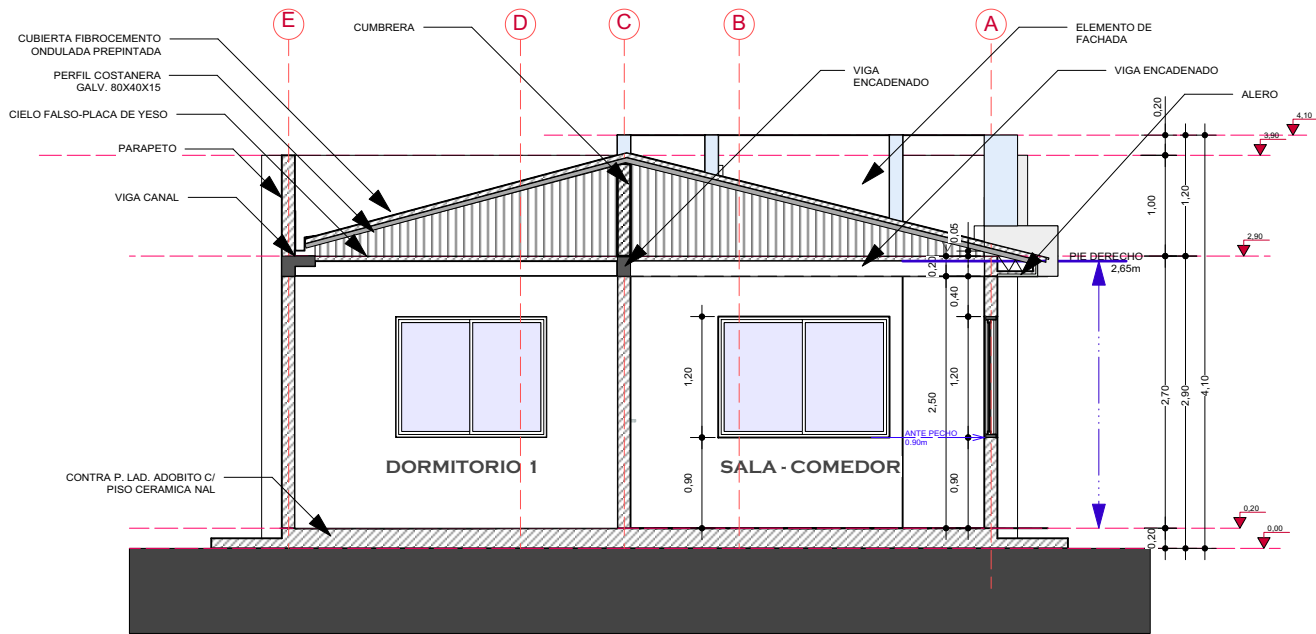 E
D
C
B
A
CUBIERTA FIBROCEMENTO
ONDULADA PREPINTADA
PERFIL COSTANERA
GALV. 80X40X15
CIELO FALSO-PLACA DE YESO
PARAPETO
VIGA CANAL
CUMBRERA
VIGA
ENCADENADO
ELEMENTO DE
FACHADA
VIGA ENCADENADO
ALERO
0,20
4,10
3,90
1,00
1,20
2,90
0,05
0,20
PIE DERECHO
2,65m
0,40
1,20
2,50
1,20
2,70
2,90
4,10
ANTE PECHO
0.90m
DORMITORIO 1
SALA - COMEDOR
0,90
0,90
CONTRA P. LAD. ADOBITO C/
PISO CERAMICA NAL
0,20
0,20
0,00